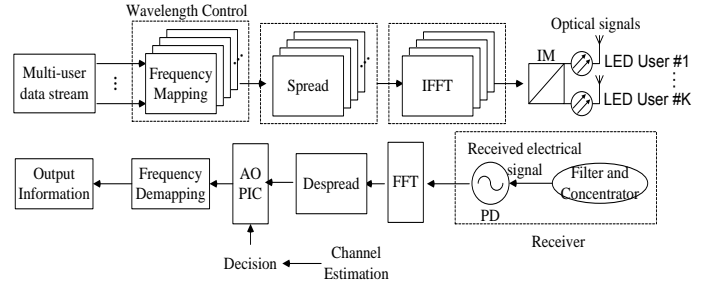 Wavelength Control
Optical signals
Multi-user
data stream
Frequency
Mapping
Spread
IFFT
IM
LED User #1
LED User #K
Output
Information
Frequency
Demapping
AO
PIC
Despread
FFT
Received electrical
signal
PD
Filter and
Concentrator
Receiver
Decision
Channel
Estimation